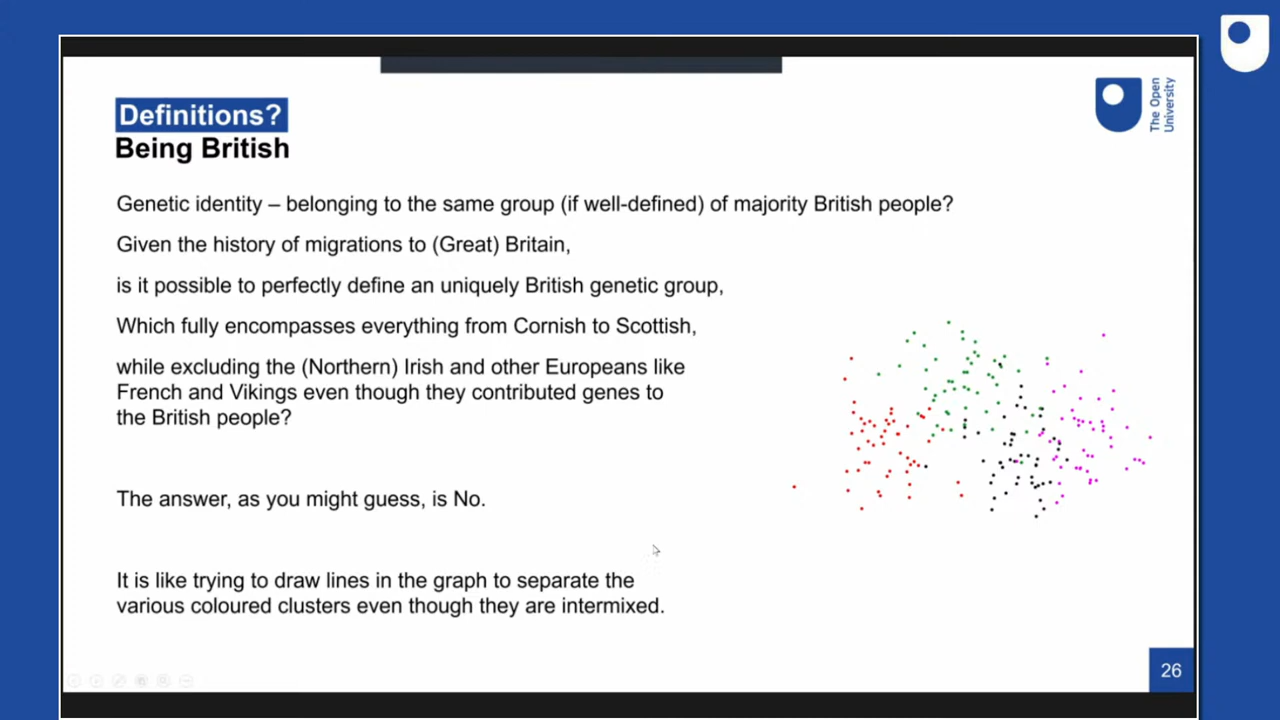 Definitions?
Being British
The Open
University
Genetic identity – belonging to the same group (if well-defined) of majority British people?
Given the history of migrations to (Great) Britain,
is it possible to perfectly define an uniquely British genetic group,
Which fully encompasses everything from Cornish to Scottish,
while excluding the (Northern) Irish and other Europeans like
French and Vikings even though they contributed genes to
the British people?
The answer, as you might guess, is No.
It is like trying to draw lines in the graph to separate the
various coloured clusters even though they are intermixed.
26